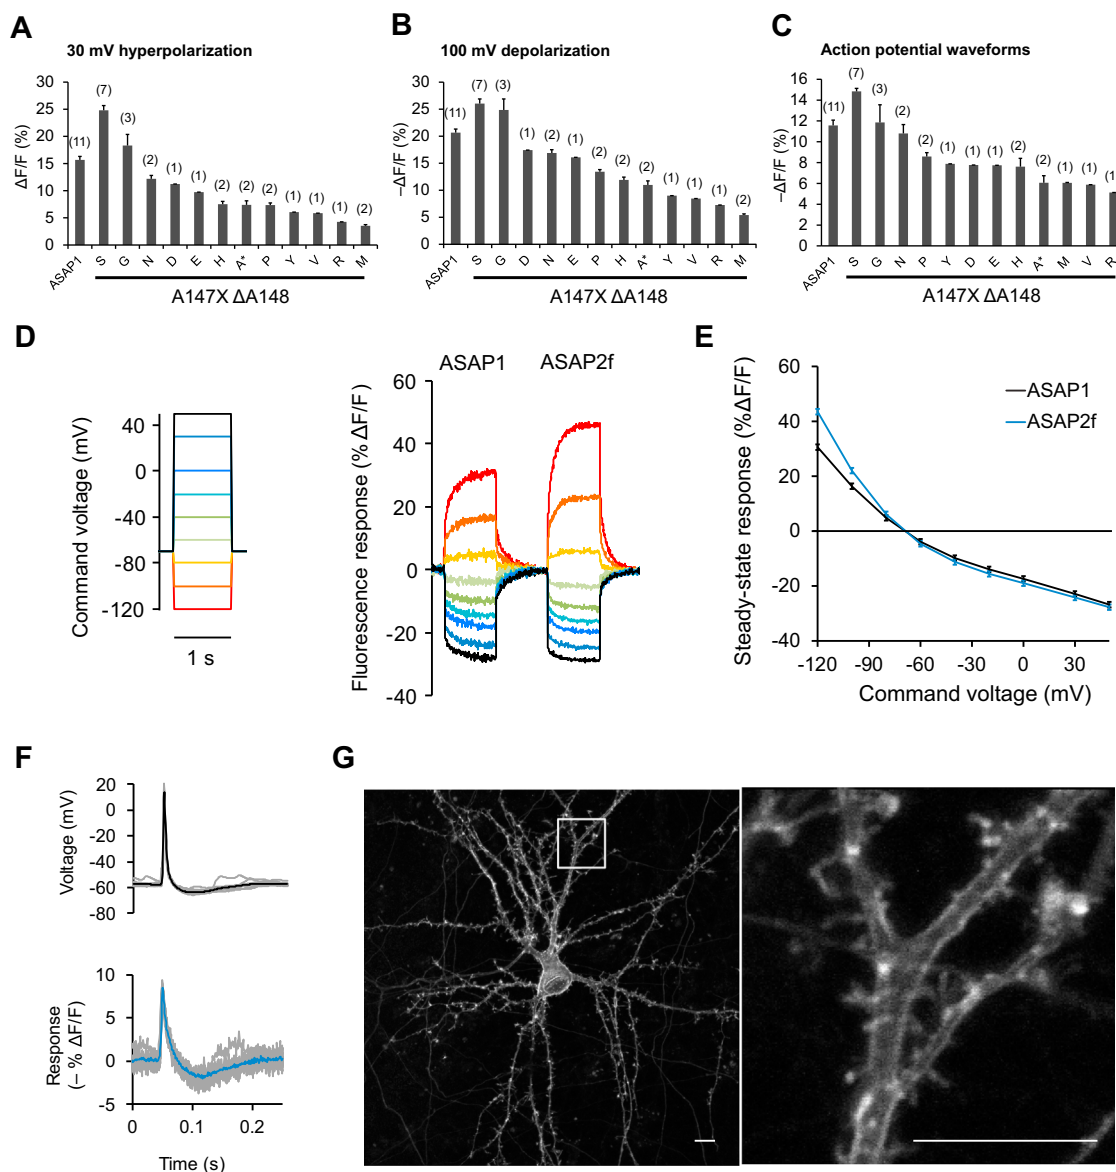 A
30 mV hyperpolarization
ΔF/F (%)
30
25
20
15
10
5
0
(11)
(7)
(3)
(2)
(1)
(1)
(2)
(2)
(2)
(1)
(1)
(1)
(2)
ASAP1
S
G
N
D
E
H
A*
P
Y
V
R
M
A147X ΔA148
B
100 mV depolarization
−ΔF/F (%)
30
25
20
15
10
5
0
(11)
(7)
(3)
(1)
(2)
(1)
(2)
(2)
(2)
(1)
(1)
(1)
(2)
ASAP1
S
G
D
N
E
P
H
A*
Y
V
R
M
A147X ΔA148
C
Action potential waveforms
−ΔF/F (%)
16
14
12
10
8
6
4
2
0
(11)
(7)
(3)
(2)
(2)
(1)
(1)
(1)
(2)
(2)
(1)
(1)
(1
ASAP1
S
G
N
P
Y
D
E
H
A*
M
V
R
A147X ΔA148
D
Command voltage (mV)
40
0
-40
-80
-120
1 s
Fluorescence response (% ΔF/F)
60
40
20
0
-20
-40
ASAP1
ASAP2f
E
Steady-state response (%ΔF/F)
60
40
20
0
-20
-40
ASAP1
ASAP2f
-120
-90
-60
-30
0
30
Command voltage (mV)
F
Voltage (mV)
20
0
-20
-40
-60
-80
Response
(– % ΔF/F)
10
5
0
-5
0
0.1
0.2
Time (s)
G